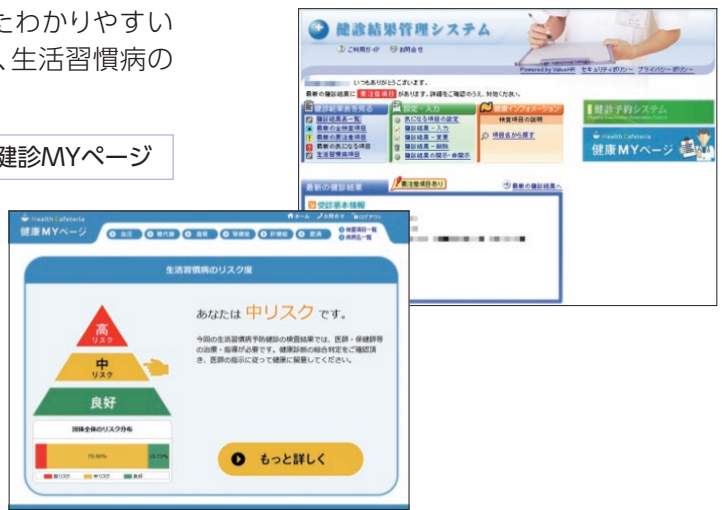 たわかりやすい
、生活習慣病の
健診MYページ
健診結果管理システム
ご利用ガイド お問合せ
Powered by ValueHR セキュリティポリシー プライバシーポリシー
いつもありがとうございます。
最新の健診結果に 要注意項目 があります。詳細をご確認のうえ、対処ください。
健診結果表を見る
健診結果表一覧
最新の全検査項目
最新の要注意項目
最新の気になる項目
生活習慣病項目
設定・入力
気になる項目の設定
健診結果 - 入力
健診結果 - 変更
健診結果 - 削除
健診結果の開示・非開示
健康インフォメーション
検査項目の説明
項目名から探す
健診予約システム
Health Cafeteria
健康MYページ
最新の健診結果
要注意項目あり
最新の健診結果へ
受診基本情報
Health Cafeteria
健康MYページ
ホーム お問合せ ログアウト
血圧 糖代謝 脂質 腎機能 肝機能 肥満
検査項目一覧
疾病名一覧
生活習慣病のリスク度
高
リスク
中
リスク
良好
あなたは 中リスク です。
今回の生活習慣病予防健診の検査結果では、医師・保健師等
の治療・指導が必要です。健康診断の総合判定をご確認頂
き、医師の指示に従って健康に留意してください。
団体全体のリスク分布
高リスク 中リスク 良好
もっと詳しく